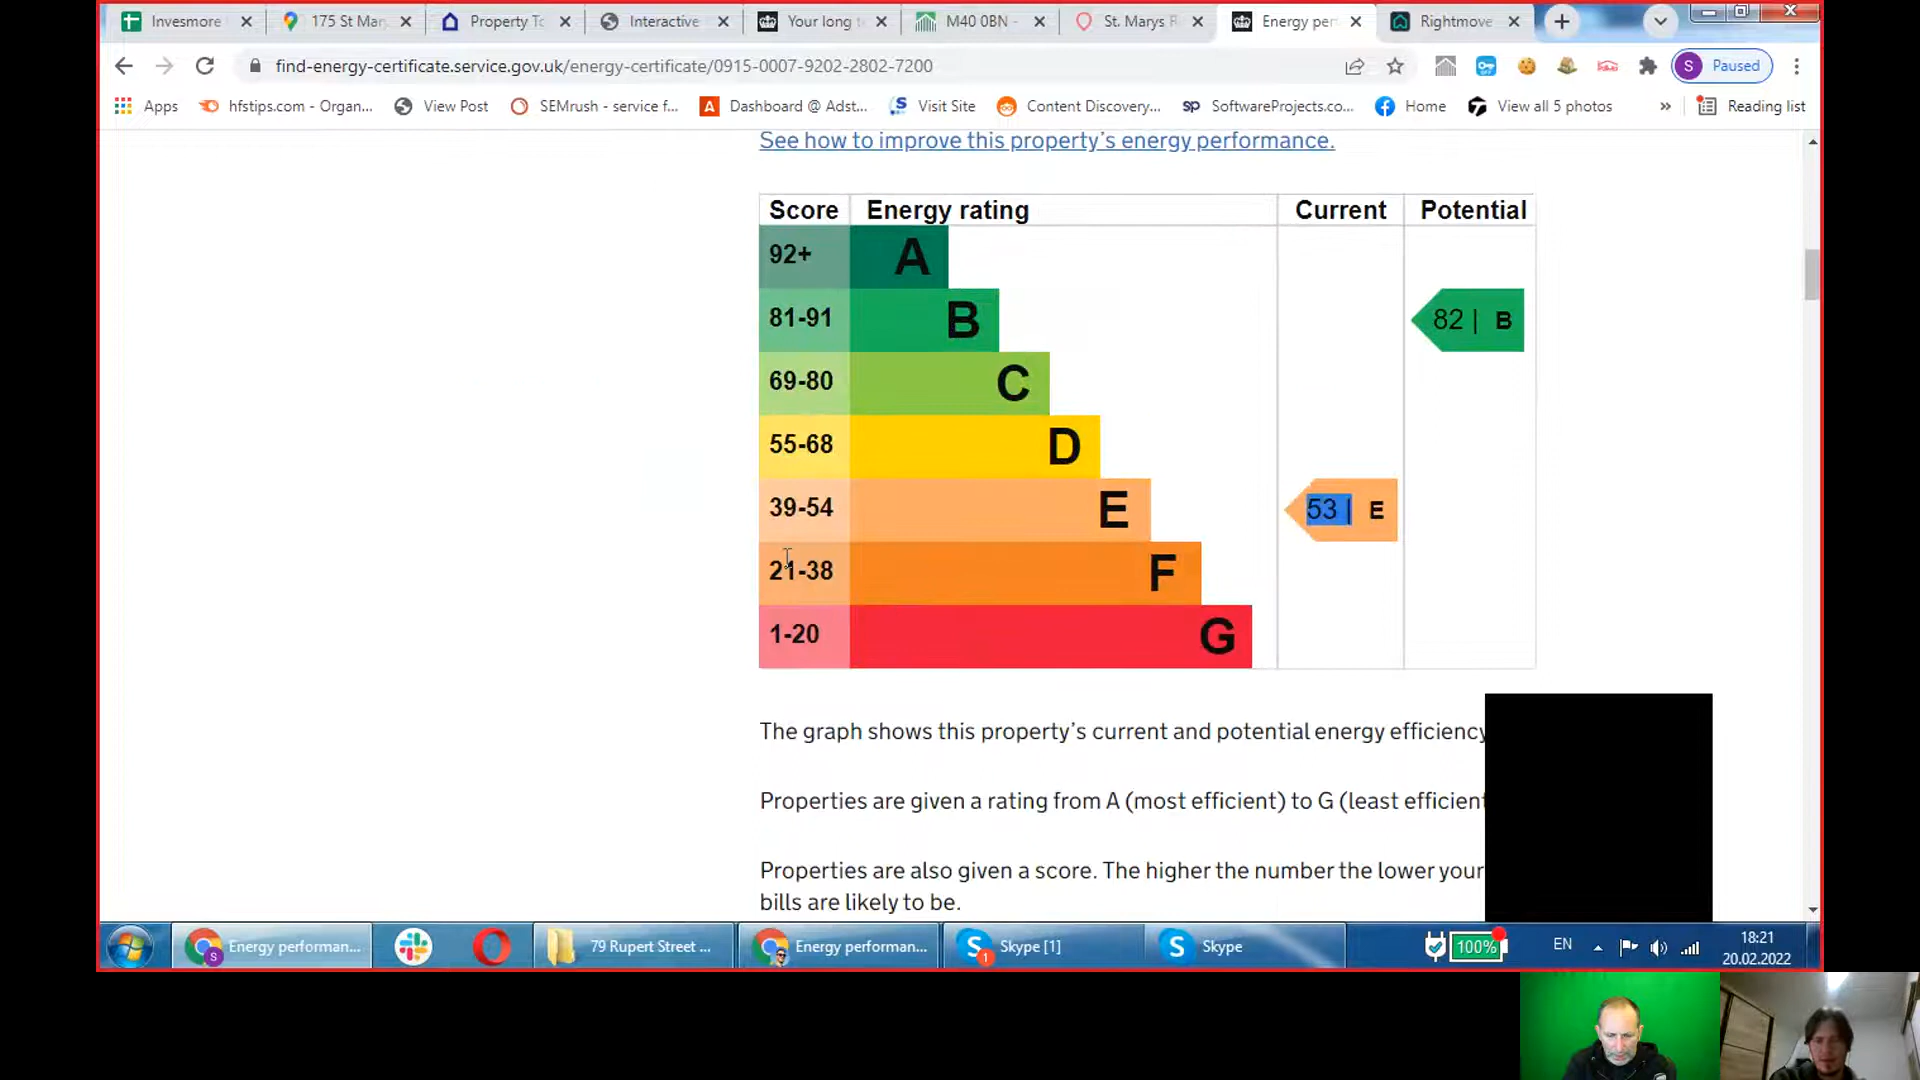 Invesmore
175 St Mar
Property To
Interactive
Your long t
M40 0BN -
St. Marys R
Energy per
Rightmove
find-energy-certificate.service.gov.uk/energy-certificate/0915-0007-9202-2802-7200
S Paused
Apps
hfstips.com - Organ...
View Post
SEMrush - service f...
Dashboard @ Adst...
Visit Site
Content Discovery...
SP SoftwareProjects.co...
Home
View all 5 photos
»
Reading list
See how to improve this property's energy performance.
Score Energy rating Current Potential
92+ A
81-91 B 82 | B
69-80 C
55-68 D
39-54 E 53 | E
21-38 F
1-20 G
The graph shows this property's current and potential energy efficiency
Properties are given a rating from A (most efficient) to G (least efficient
Properties are also given a score. The higher the number the lower your
bills are likely to be.
Energy performan...
79 Rupert Street ...
Energy performan...
1
Skype [1]
Skype
100%
EN
18:21
20.02.2022